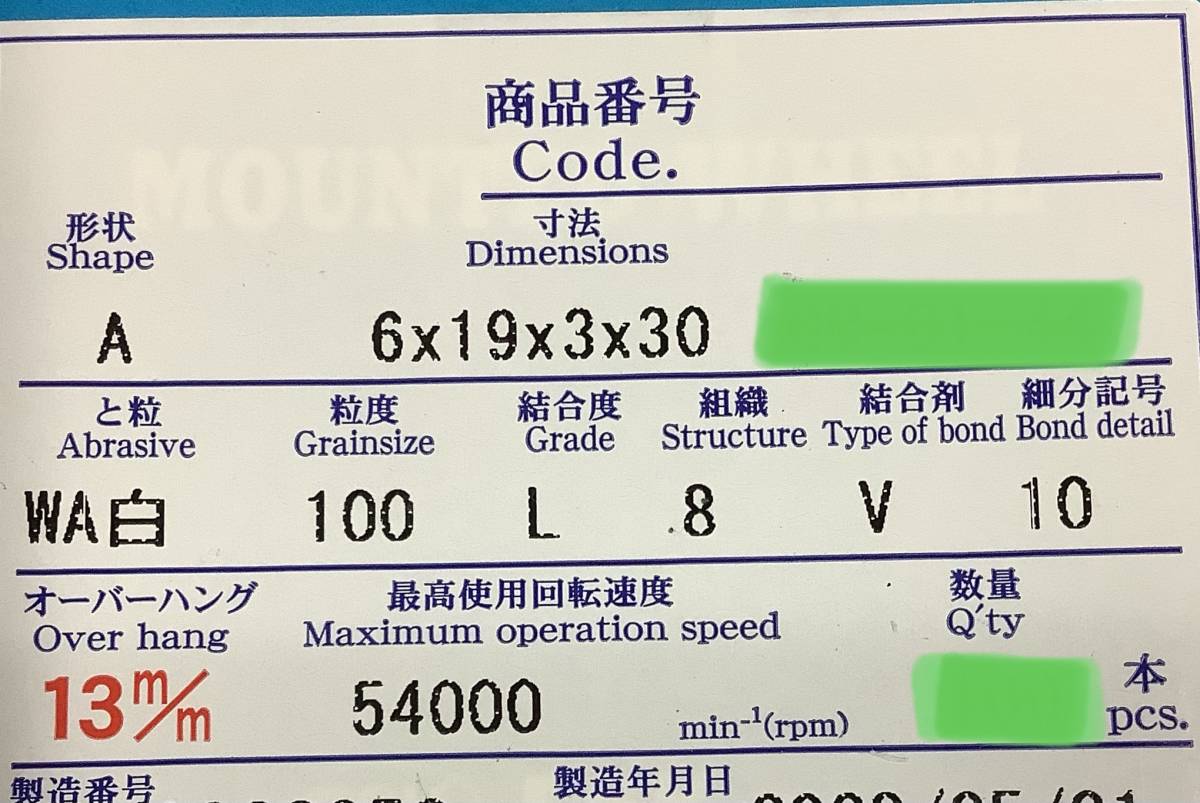 商品番号
Code.
形状 寸法
Shape Dimensions
A 6x19x3x30
と粒 粒度 結合度 組織 結合剤 細分記号
Abrasive Grainsize Grade Structure Type of bond Bond detail
WA白 100 L 8 V 10
オーバーハング 最高使用回転速度 数量
Over hang Maximum operation speed Q'ty
13m/m 54000 min⁻¹(rpm) 本
pcs.
製造番号 製造年月日